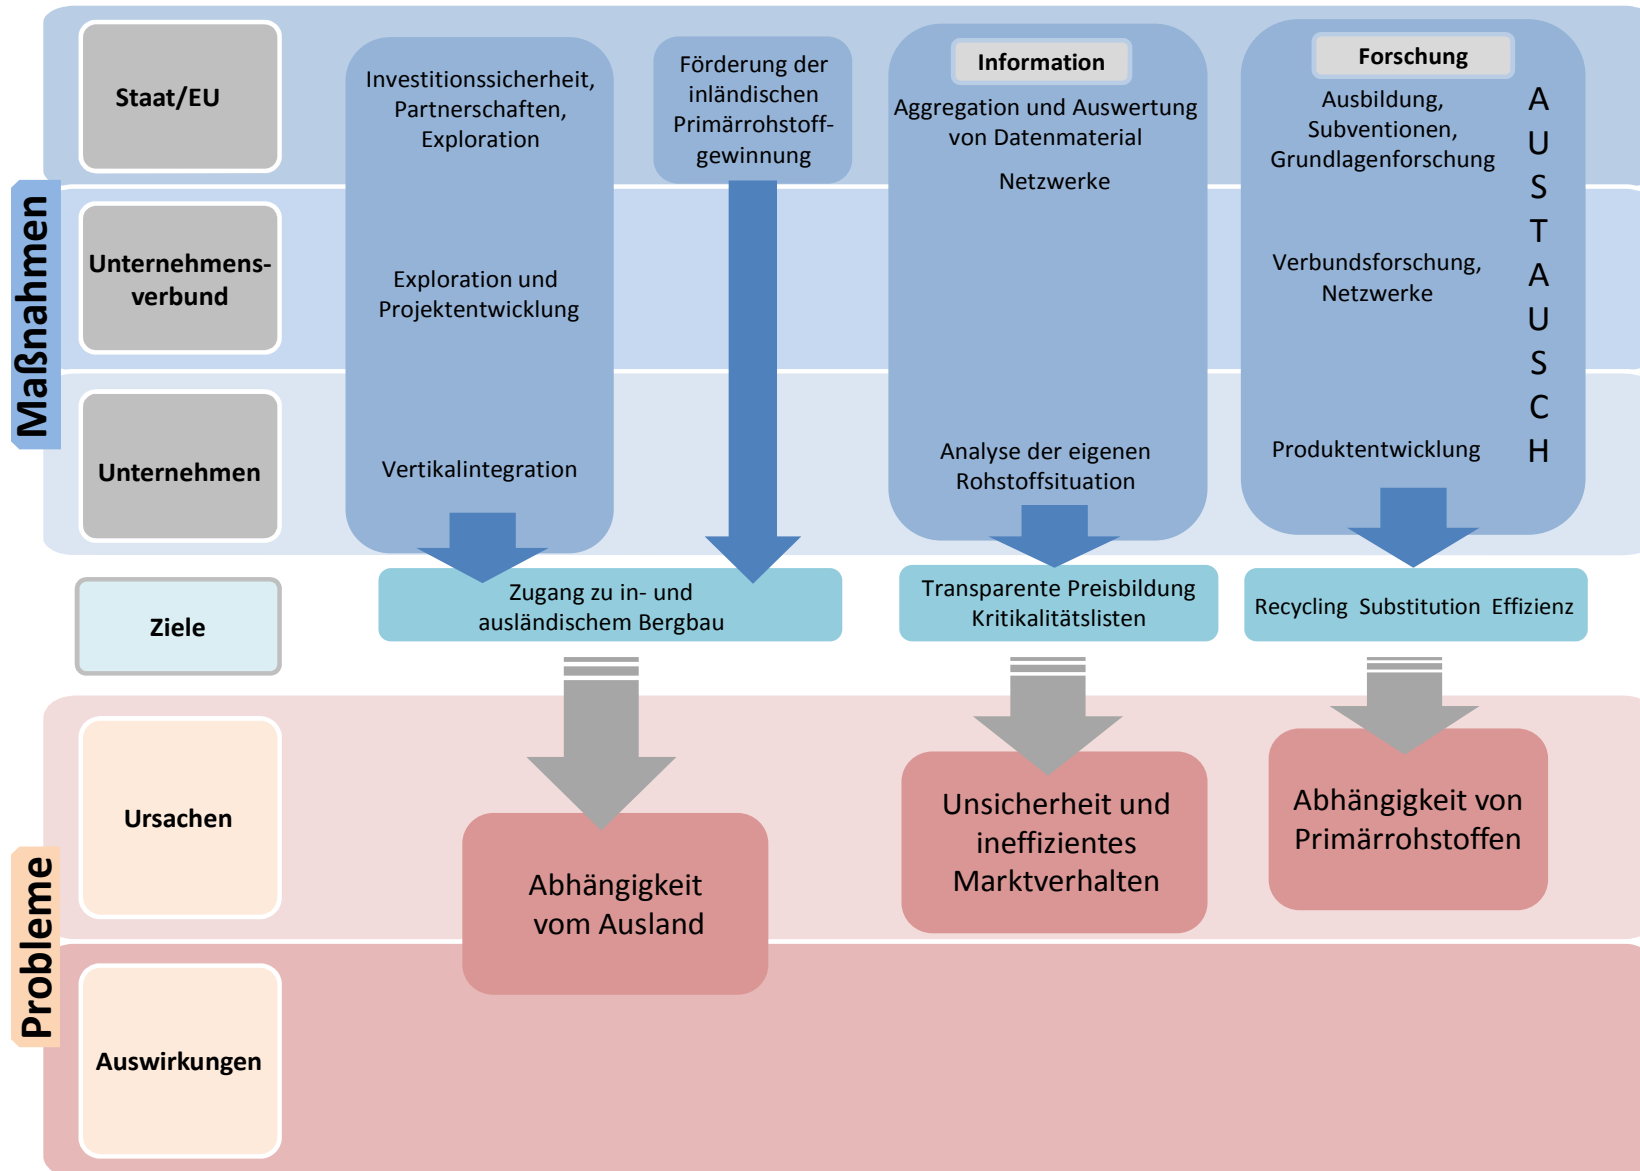 Maßnahmen
Staat/EU
Investitionssicherheit,
Partnerschaften,
Exploration
Förderung der
inländischen
Primärrohstoff-
gewinnung
Information
Aggregation und Auswertung
von Datenmaterial
Netzwerke
Forschung
Ausbildung,
Subventionen,
Grundlagenforschung
AUSTAUSCH
Unternehmens-
verbund
Exploration und
Projektentwicklung
Verbundsforschung,
Netzwerke
Unternehmen
Vertikalintegration
Analyse der eigenen
Rohstoffsituation
Produktentwicklung
Ziele
Zugang zu in- und
ausländischem Bergbau
Transparente Preisbildung
Kritikalitätslisten
Recycling Substitution Effizienz
Probleme
Ursachen
Abhängigkeit
vom Ausland
Unsicherheit und
ineffizientes
Marktverhalten
Abhängigkeit von
Primärrohstoffen
Auswirkungen